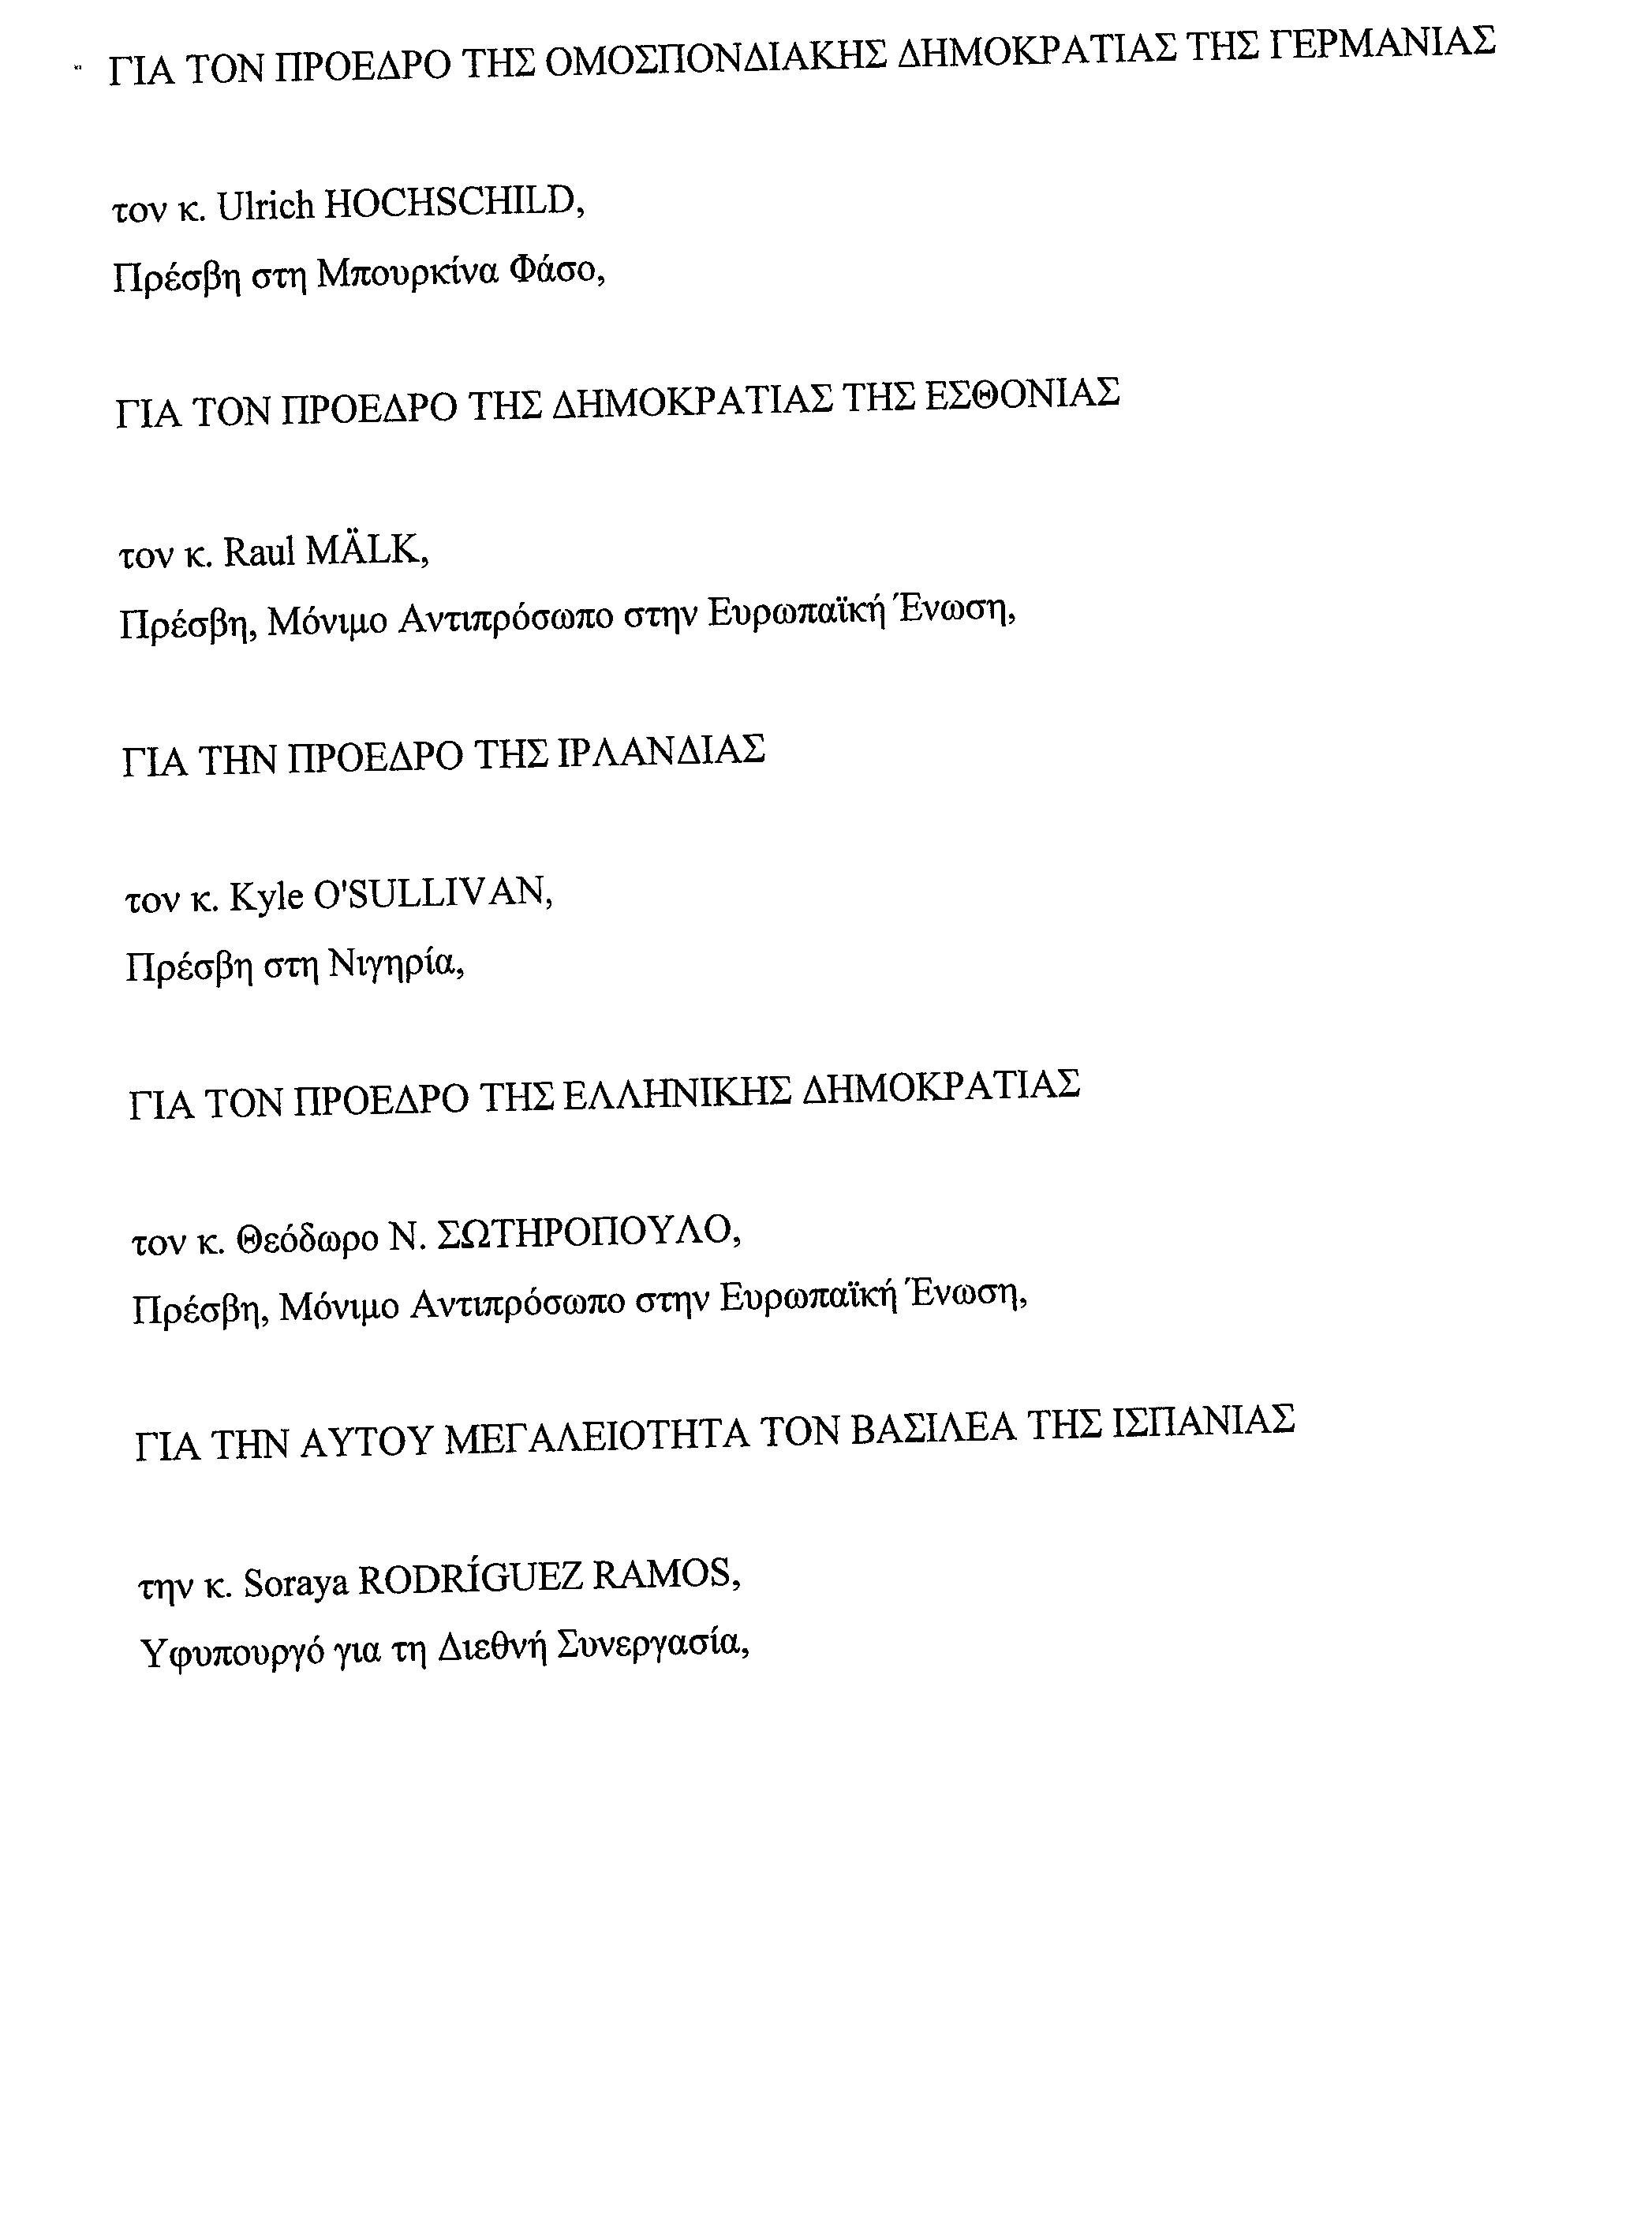 ΓΙΑ ΤΟΝ ΠΡΟΕΔΡΟ ΤΗΣ ΟΜΟΣΠΟΝΔΙΑΚΗΣ ΔΗΜΟΚΡΑΤΙΑΣ ΤΗΣ ΓΕΡΜΑΝΙΑΣ
τον κ. Ulrich HOCHSCHILD,
Πρέσβη στη Μπουρκίνα Φάσο,
ΓΙΑ ΤΟΝ ΠΡΟΕΔΡΟ ΤΗΣ ΔΗΜΟΚΡΑΤΙΑΣ ΤΗΣ ΕΣΘΟΝΙΑΣ
τον κ. Raul MÄLK,
Πρέσβη, Μόνιμο Αντιπρόσωπο στην Ευρωπαϊκή Ένωση,
ΓΙΑ ΤΗΝ ΠΡΟΕΔΡΟ ΤΗΣ ΙΡΛΑΝΔΙΑΣ
τον κ. Kyle O'SULLIVAN,
Πρέσβη στη Νιγηρία,
ΓΙΑ ΤΟΝ ΠΡΟΕΔΡΟ ΤΗΣ ΕΛΛΗΝΙΚΗΣ ΔΗΜΟΚΡΑΤΙΑΣ
τον κ. Θεόδωρο Ν. ΣΩΤΗΡΟΠΟΥΛΟ,
Πρέσβη, Μόνιμο Αντιπρόσωπο στην Ευρωπαϊκή Ένωση,
ΓΙΑ ΤΗΝ ΑΥΤΟΥ ΜΕΓΑΛΕΙΟΤΗΤΑ ΤΟΝ ΒΑΣΙΛΕΑ ΤΗΣ ΙΣΠΑΝΙΑΣ
την κ. Soraya RODRÍGUEZ RAMOS,
Υφυπουργό για τη Διεθνή Συνεργασία,